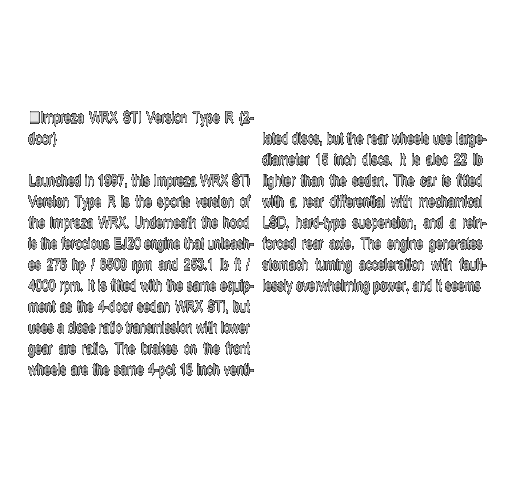 ■Impreza WRX STi Version Type R (2-
door)
Launched in 1997, this Impreza WRX STi
Version Type R is the sports version of
the Impreza WRX. Underneath the hood
is the ferocious EJ20 engine that unleash-
es 276 hp / 6500 rpm and 253.1 lb ft /
4000 rpm. It is fitted with the same equip-
ment as the 4-door sedan WRX STi, but
uses a close ratio transmission with lower
gear are ratio. The brakes on the front
wheels are the same 4-pot 15 inch venti-
lated discs, but the rear wheels use large-
diameter 15 inch discs. It is also 22 lb
lighter than the sedan. The car is fitted
with a rear differential with mechanical
LSD, hard-type suspension, and a rein-
forced rear axle. The engine generates
stomach turning acceleration with fault-
lessly overwhelming power, and it seems